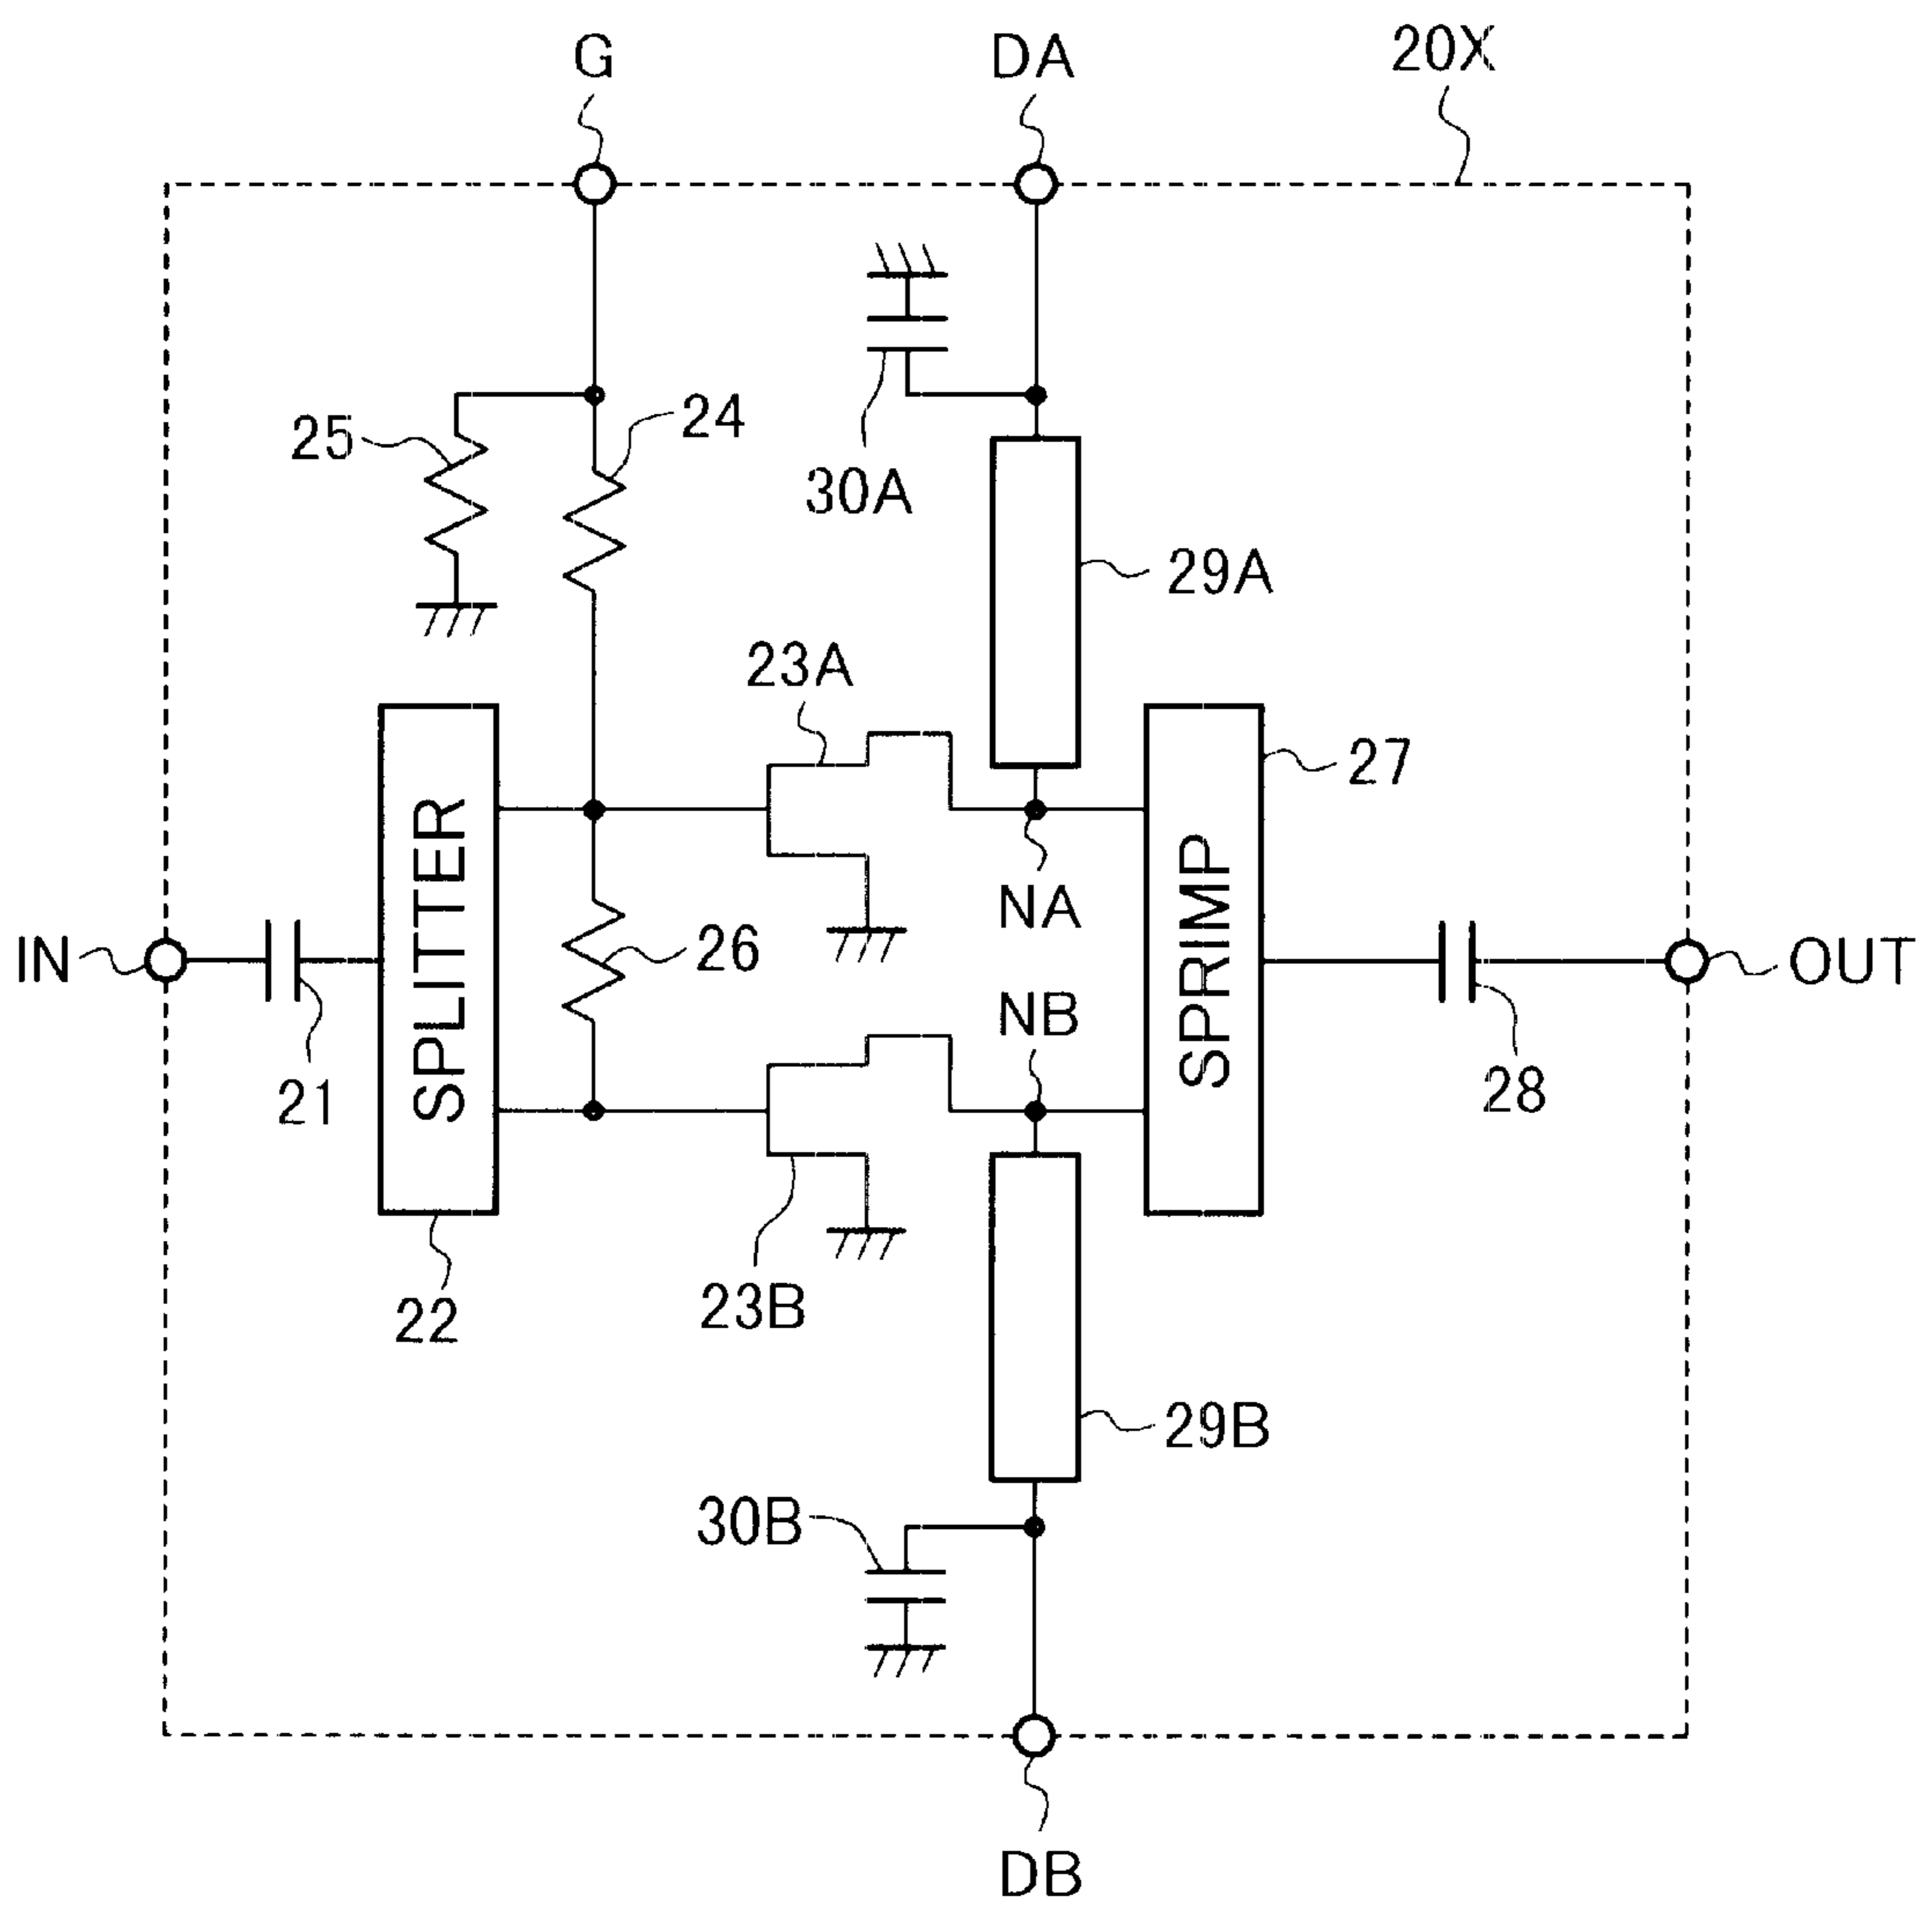 G
DA
20X
25
24
30A
29A
23A
27
SPLITTER
SPRIMP
NA
IN
26
OUT
NB
21
28
22
23B
29B
30B
DB